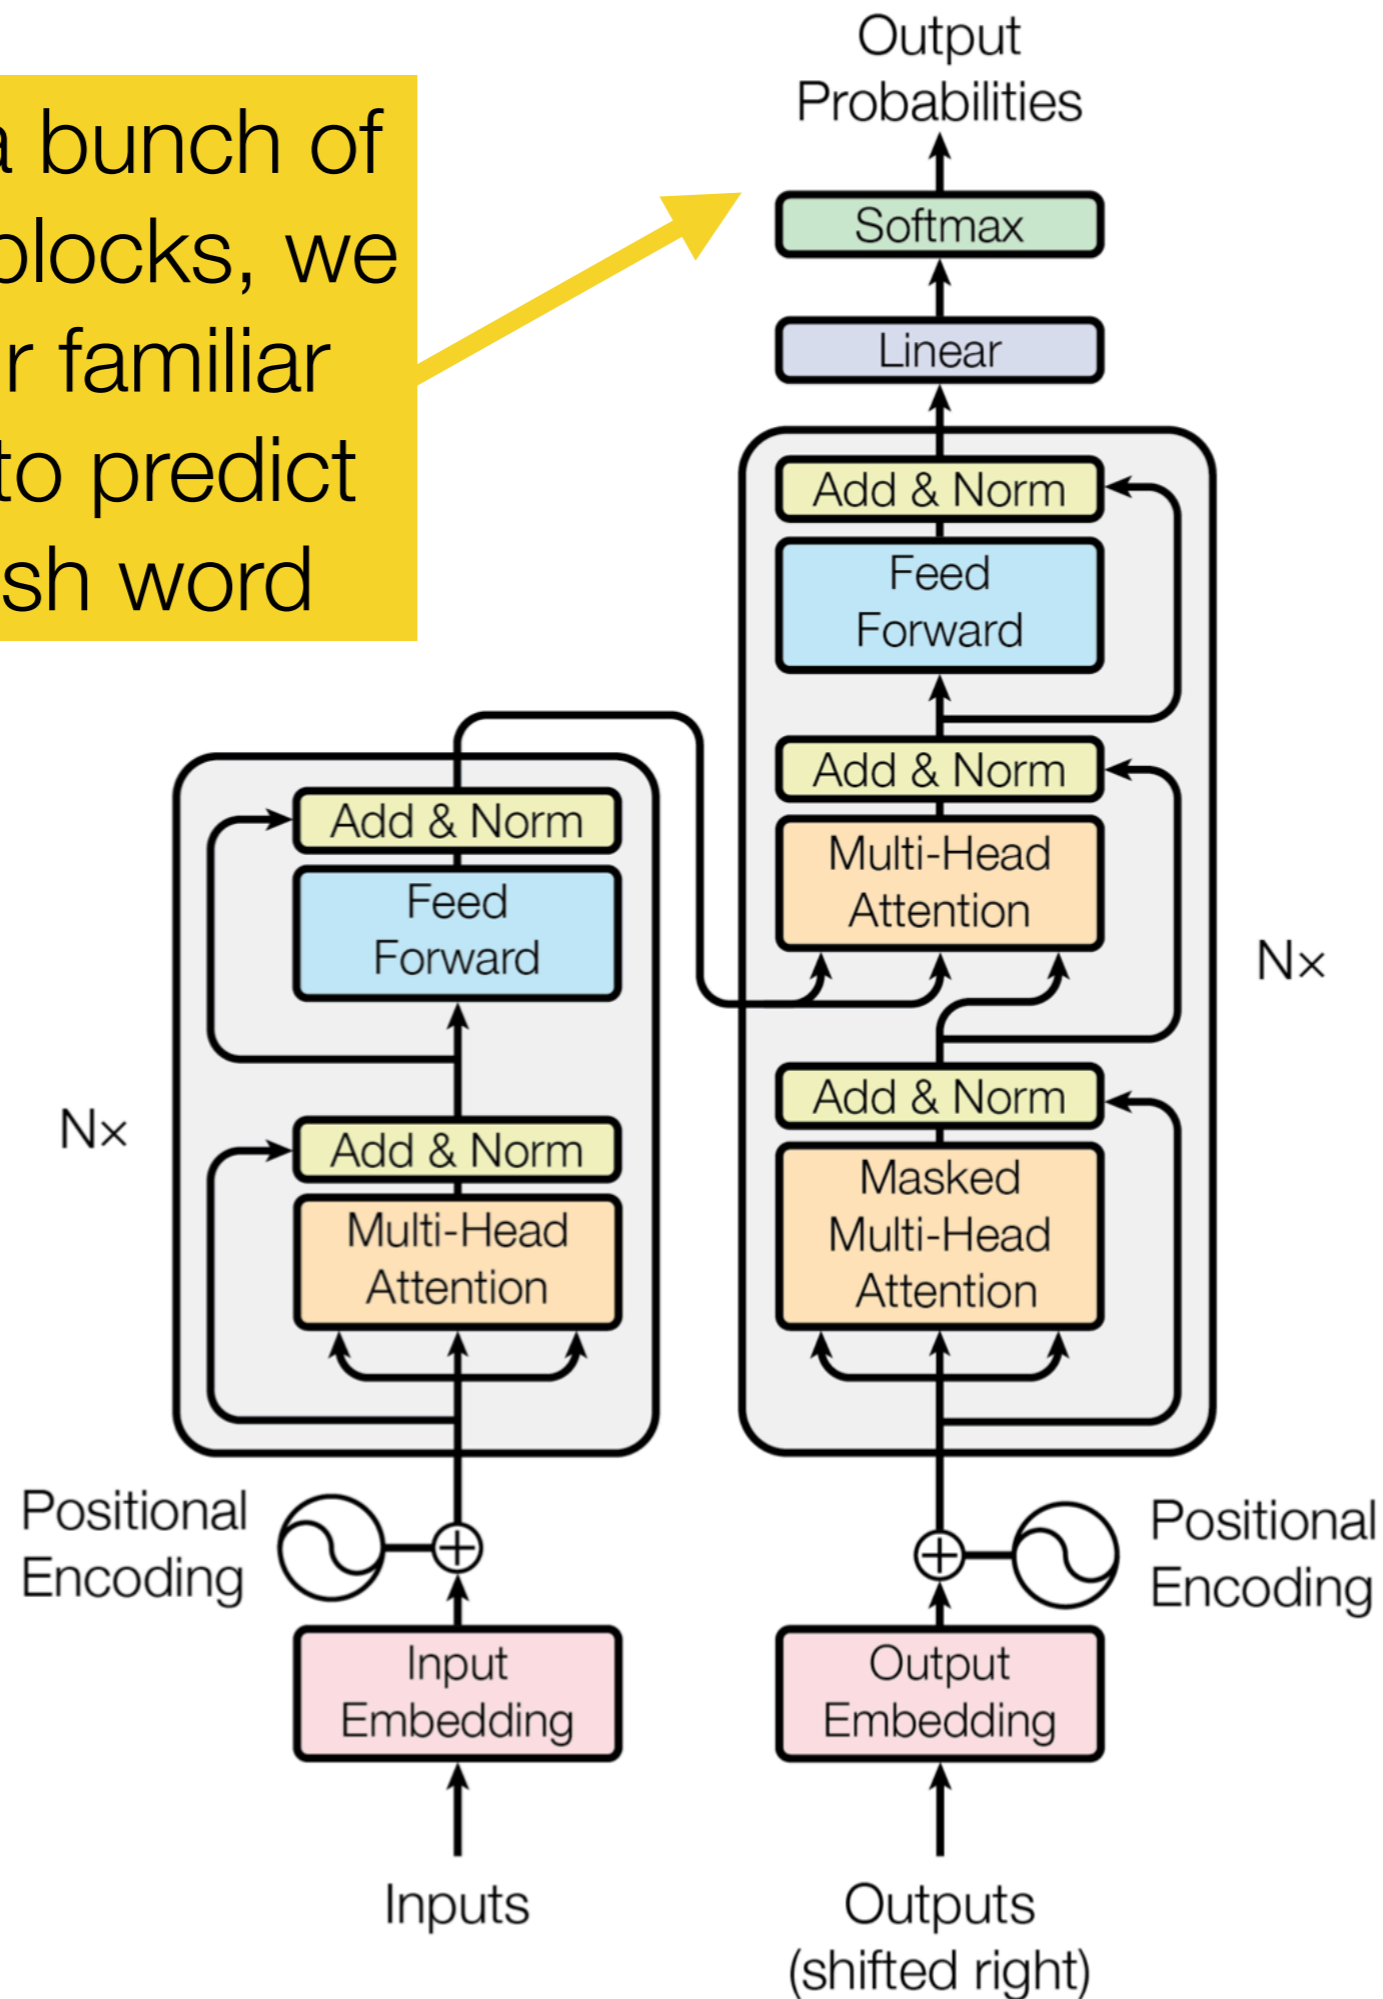 a bunch of
blocks, we
r familiar
to predict
sh word
Output
Probabilities
Softmax
Linear
Add & Norm
Feed
Forward
Add & Norm
Multi-Head
Attention
Add & Norm
Masked
Multi-Head
Attention
Nx
Add & Norm
Feed
Forward
Add & Norm
Multi-Head
Attention
Nx
Positional
Encoding
Positional
Encoding
Input
Embedding
Output
Embedding
Inputs
Outputs
(shifted right)